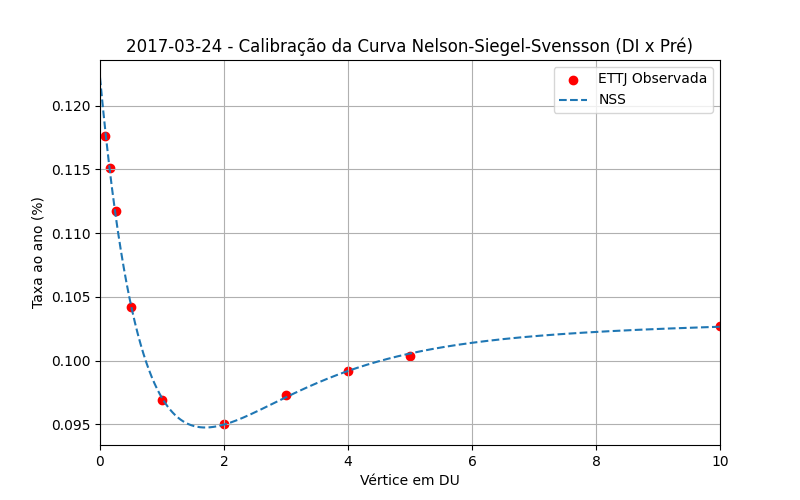 2017-03-24 - Calibração da Curva Nelson-Siegel-Svensson (DI x Pré)
ETTJ Observada
NSS
Taxa ao ano (%)
0.120
0.115
0.110
0.105
0.100
0.095
0 2 4 6 8 10
Vértice em DU